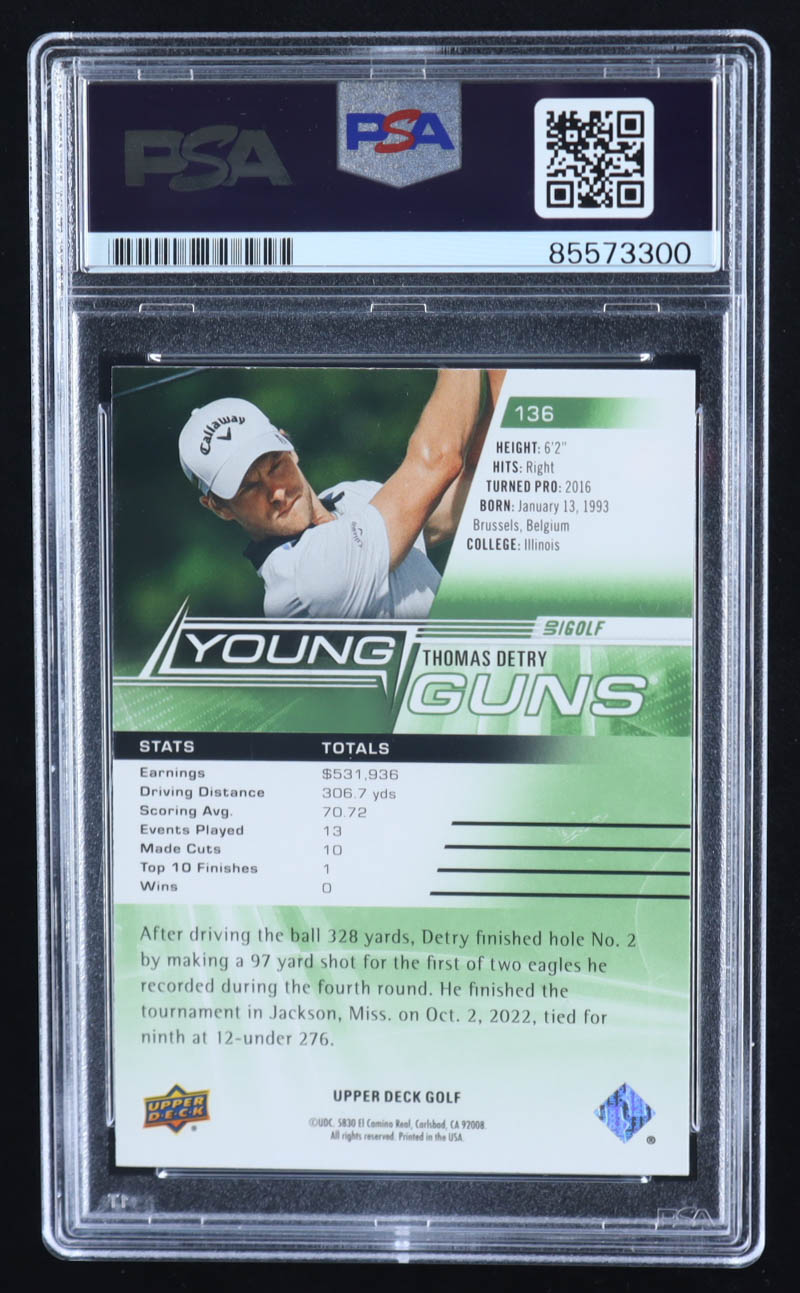 PSA
PSA
85573300
Callaway
136
HEIGHT: 6'2"
HITS: Right
TURNED PRO: 2016
BORN: January 13, 1993
Brussels, Belgium
COLLEGE: Illinois
UD/GOLF
YOUNG
THOMAS DETRY
GUNS
STATS TOTALS
Earnings $531,936
Driving Distance 306.7 yds
Scoring Avg. 70.72
Events Played 13
Made Cuts 10
Top 10 Finishes 1
Wins 0
After driving the ball 328 yards, Detry finished hole No. 2
by making a 97 yard shot for the first of two eagles he
recorded during the fourth round. He finished the
tournament in Jackson, Miss. on Oct. 2, 2022, tied for
ninth at 12-under 276.
UPPER DECK
®
UPPER DECK GOLF
©UDC. 5830 El Camino Real, Carlsbad, CA 92008.
All rights reserved. Printed in the USA.
®
PSA